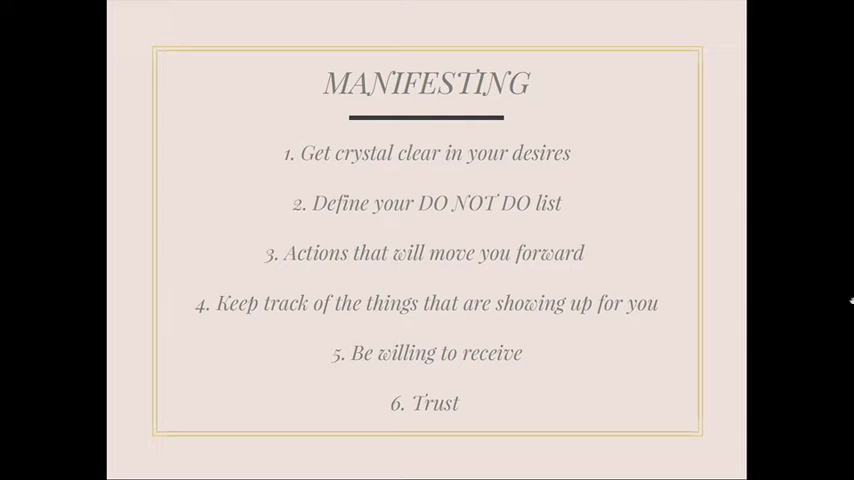 MANIFESTING
1. Get crystal clear in your desires
2. Define your DO NOT DO list
3. Actions that will move you forward
4. Keep track of the things that are showing up for you
5. Be willing to receive
6. Trust